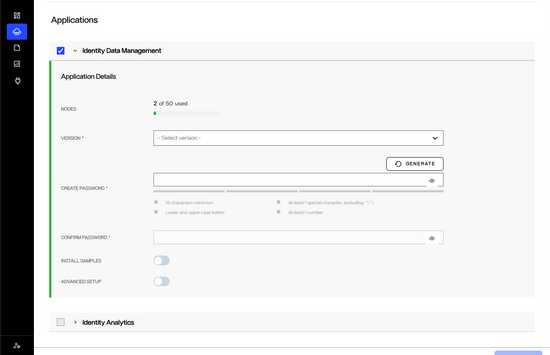 Applications
Identity Data Management
Application Details
NODES
2 of 50 used
VERSION *
- Select version -
GENERATE
CREATE PASSWORD *
16 characters minimum
At least 1 special character, excluding
Lower and upper case letters
At least 1 number
CONFIRM PASSWORD *
INSTALL SAMPLES
ADVANCED SETUP
Identity Analytics